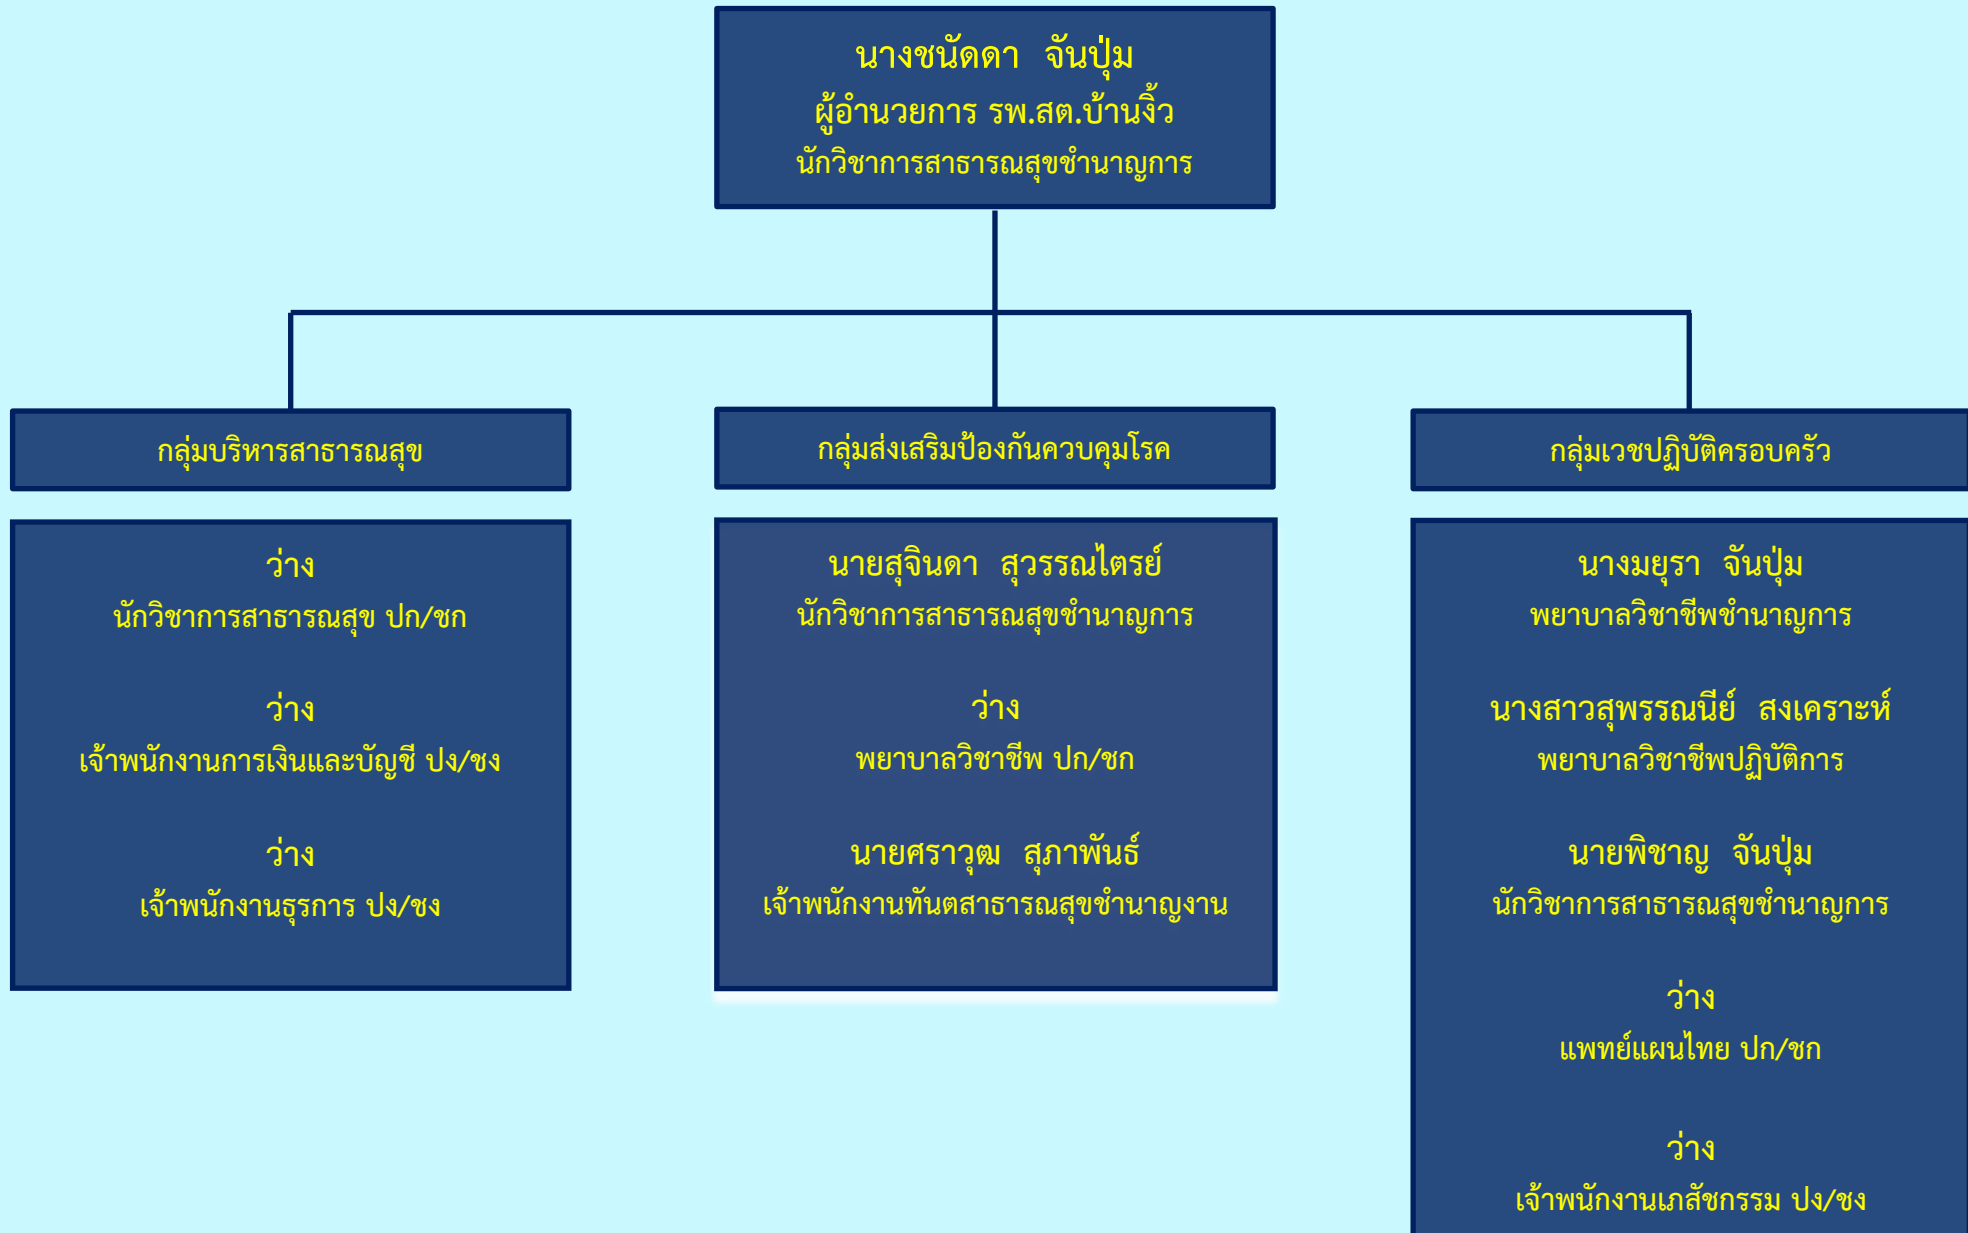 นางชนัดดา จันปุ่ม
ผู้อำนวยการ รพ.สต.บ้านงิ้ว
นักวิชาการสาธารณสุขชำนาญการ
กลุ่มบริหารสาธารณสุข
ว่าง
นักวิชาการสาธารณสุข ปก/ชก
ว่าง
เจ้าพนักงานการเงินและบัญชี ปง/ชง
ว่าง
เจ้าพนักงานธุรการ ปง/ชง
กลุ่มส่งเสริมป้องกันควบคุมโรค
นายสุจินดา สุวรรณไตรย์
นักวิชาการสาธารณสุขชำนาญการ
ว่าง
พยาบาลวิชาชีพ ปก/ชก
นายศราวุฒ สุภาพันธ์
เจ้าพนักงานทันตสาธารณสุขชำนาญงาน
กลุ่มเวชปฏิบัติครอบครัว
นางมยุรา จันปุ่ม
พยาบาลวิชาชีพชำนาญการ
นางสาวสุพรรณนีย์ สงเคราะห์
พยาบาลวิชาชีพปฏิบัติการ
นายพิชาญ จันปุ่ม
นักวิชาการสาธารณสุขชำนาญการ
ว่าง
แพทย์แผนไทย ปก/ชก
ว่าง
เจ้าพนักงานเภสัชกรรม ปง/ชง